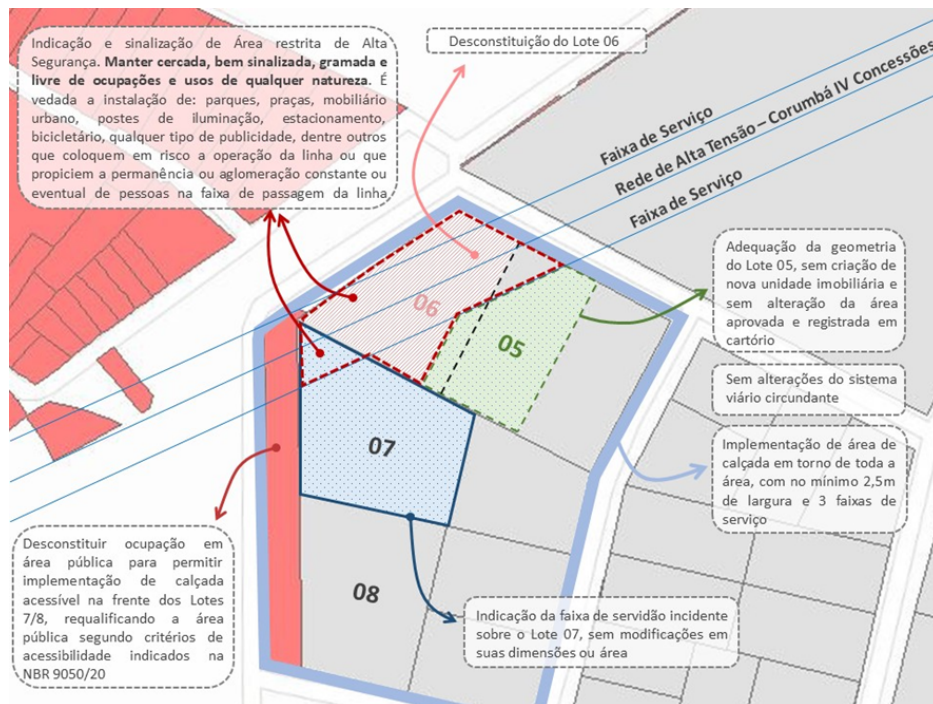 Indicação e sinalização de Área restrita de Alta
Segurança. Manter cercada, bem sinalizada, gramada e
livre de ocupações e usos de qualquer natureza. É
vedada a instalação de: parques, praças, mobiliário
urbano, postes de iluminação, estacionamento,
bicicletário, qualquer tipo de publicidade, dentre outros
que coloquem em risco a operação da linha ou que
propiciem a permanência ou aglomeração constante ou
eventual de pessoas na faixa de passagem da linha
Desconstituição do Lote 06
Faixa de Serviço
Rede de Alta Tensão – Corumbá IV Concessões
Faixa de Serviço
Adequação da geometria
do Lote 05, sem criação de
nova unidade imobiliária e
sem alteração da área
aprovada e registrada em
cartório
06
05
Sem alterações do sistema
viário circundante
07
Implementação de área de
calçada em torno de toda a
área, com no mínimo 2,5m
de largura e 3 faixas de
serviço
Desconstituir ocupação em
área pública para permitir
implementação de calçada
acessível na frente dos Lotes
7/8, requalificando a área
pública segundo critérios de
acessibilidade indicados na
NBR 9050/20
08
Indicação da faixa de servidão incidente
sobre o Lote 07, sem modificações em
suas dimensões ou área